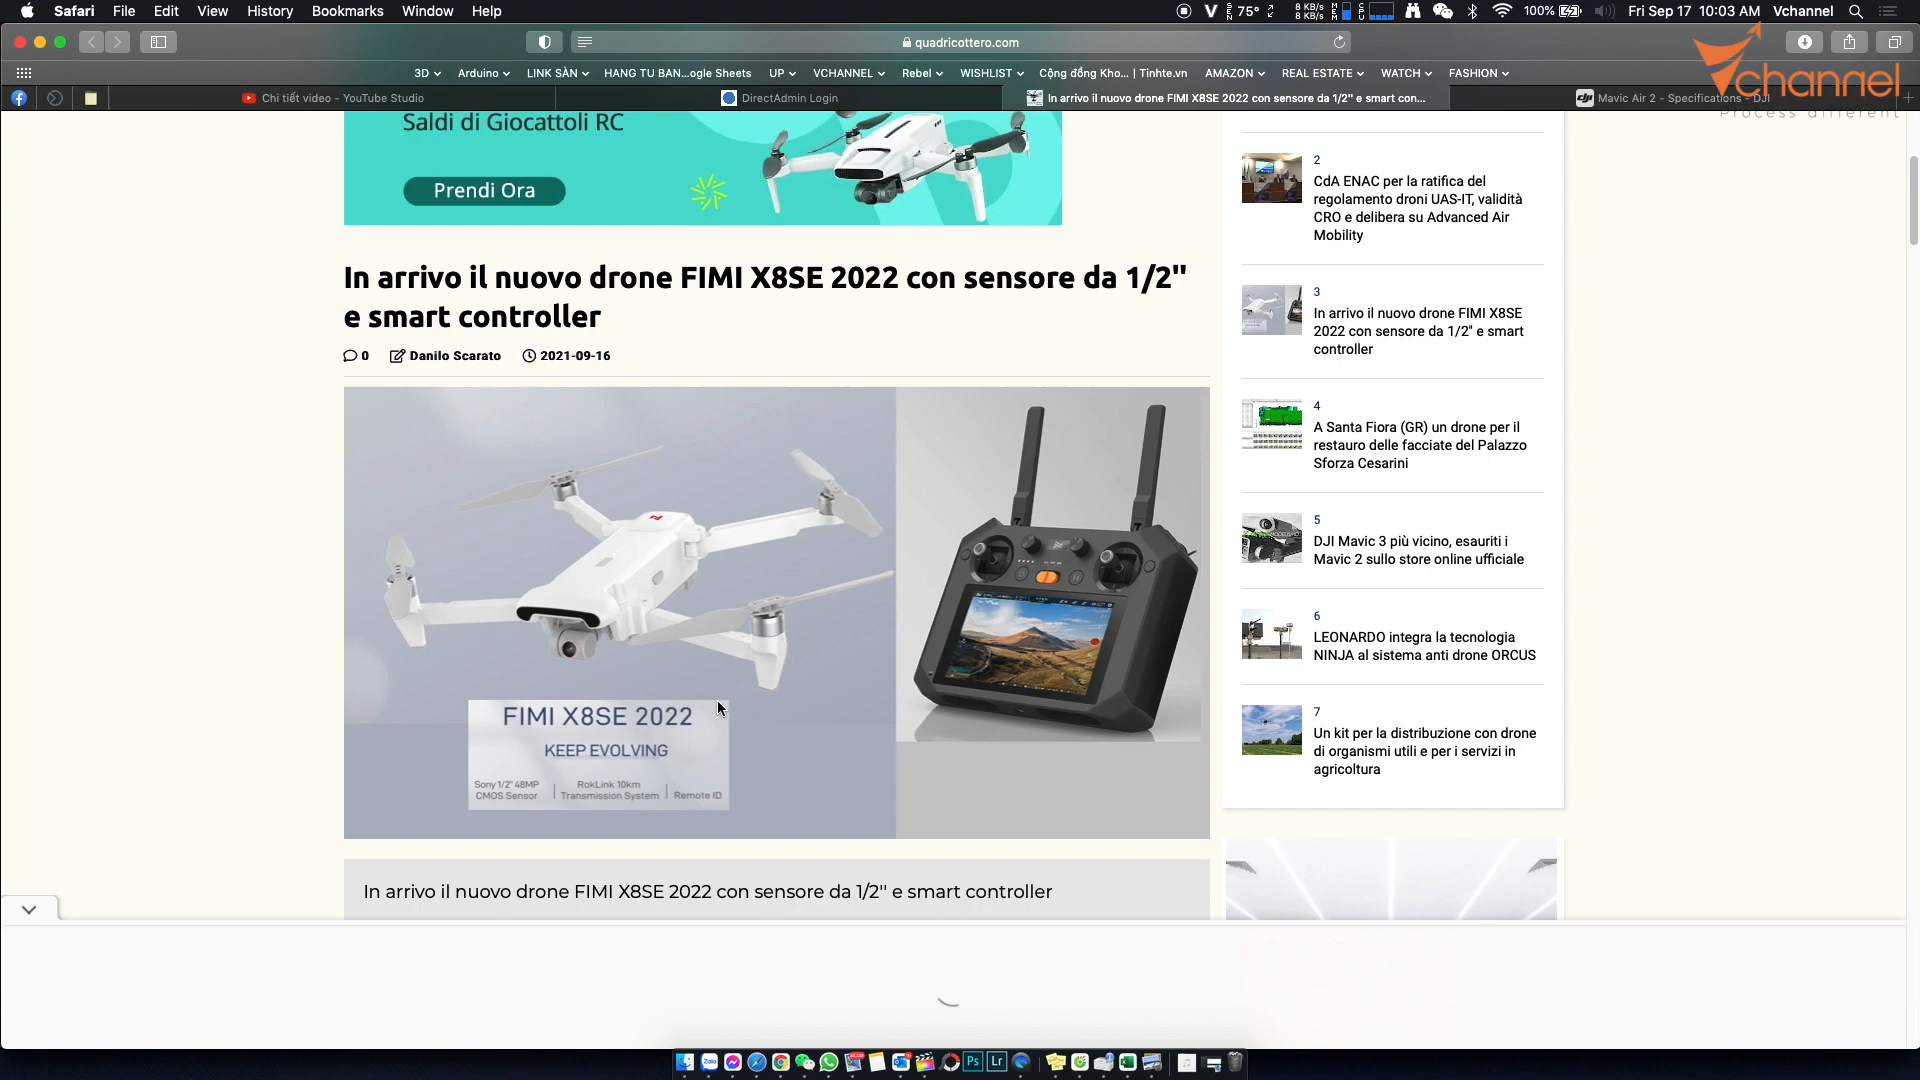 Safari File Edit View History Bookmarks Window Help
75° 8 KB/s 8 KB/s 100% Fri Sep 17 10:03 AM Vchannel
quadricottero.com
3D Arduino LINK SÀN HANG TU BAN...ogle Sheets UP VCHANNEL Rebel WISHLIST Cộng đồng Kho... | Tinhte.vn AMAZON REAL ESTATE WATCH FASHION
Chi tiết video - YouTube Studio
DirectAdmin Login
In arrivo il nuovo drone FIMI X8SE 2022 con sensore da 1/2" e smart con...
Mavic Air 2 - Specifications - DJI
Vchannel
Process different
Saldi di Giocattoli RC
Prendi Ora
In arrivo il nuovo drone FIMI X8SE 2022 con sensore da 1/2"
e smart controller
0 Danilo Scarato 2021-09-16
FIMI X8SE 2022
KEEP EVOLVING
Sony 1/2" 48MP
CMOS Sensor
RokLink 10km
Transmission System
Remote ID
In arrivo il nuovo drone FIMI X8SE 2022 con sensore da 1/2'' e smart controller
2
CdA ENAC per la ratifica del
regolamento droni UAS-IT, validità
CRO e delibera su Advanced Air
Mobility
3
In arrivo il nuovo drone FIMI X8SE
2022 con sensore da 1/2" e smart
controller
4
A Santa Fiora (GR) un drone per il
restauro delle facciate del Palazzo
Sforza Cesarini
5
DJI Mavic 3 più vicino, esauriti i
Mavic 2 sullo store online ufficiale
6
LEONARDO integra la tecnologia
NINJA al sistema anti drone ORCUS
7
Un kit per la distribuzione con drone
di organismi utili e per i servizi in
agricoltura
Zalo
Ps
Lr